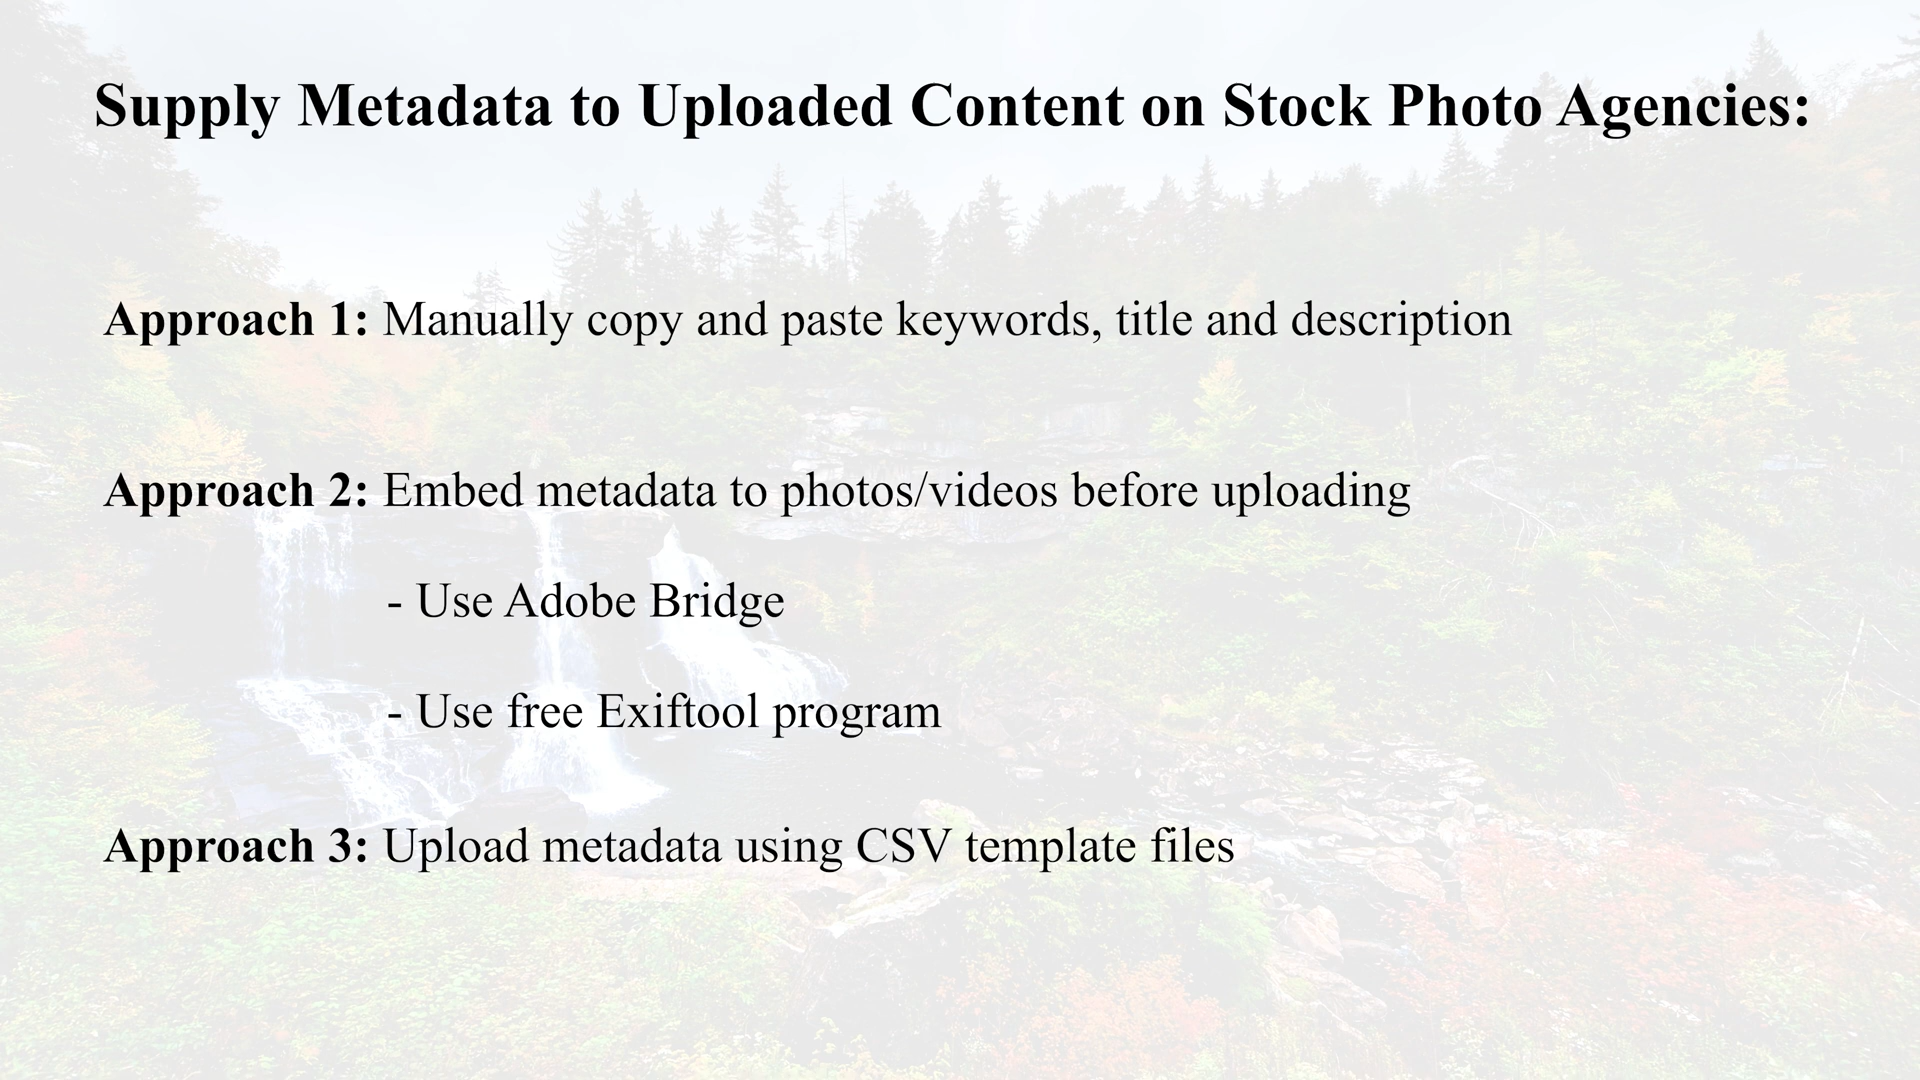 Supply Metadata to Uploaded Content on Stock Photo Agencies:
Approach 1: Manually copy and paste keywords, title and description
Approach 2: Embed metadata to photos/videos before uploading
- Use Adobe Bridge
- Use free Exiftool program
Approach 3: Upload metadata using CSV template files